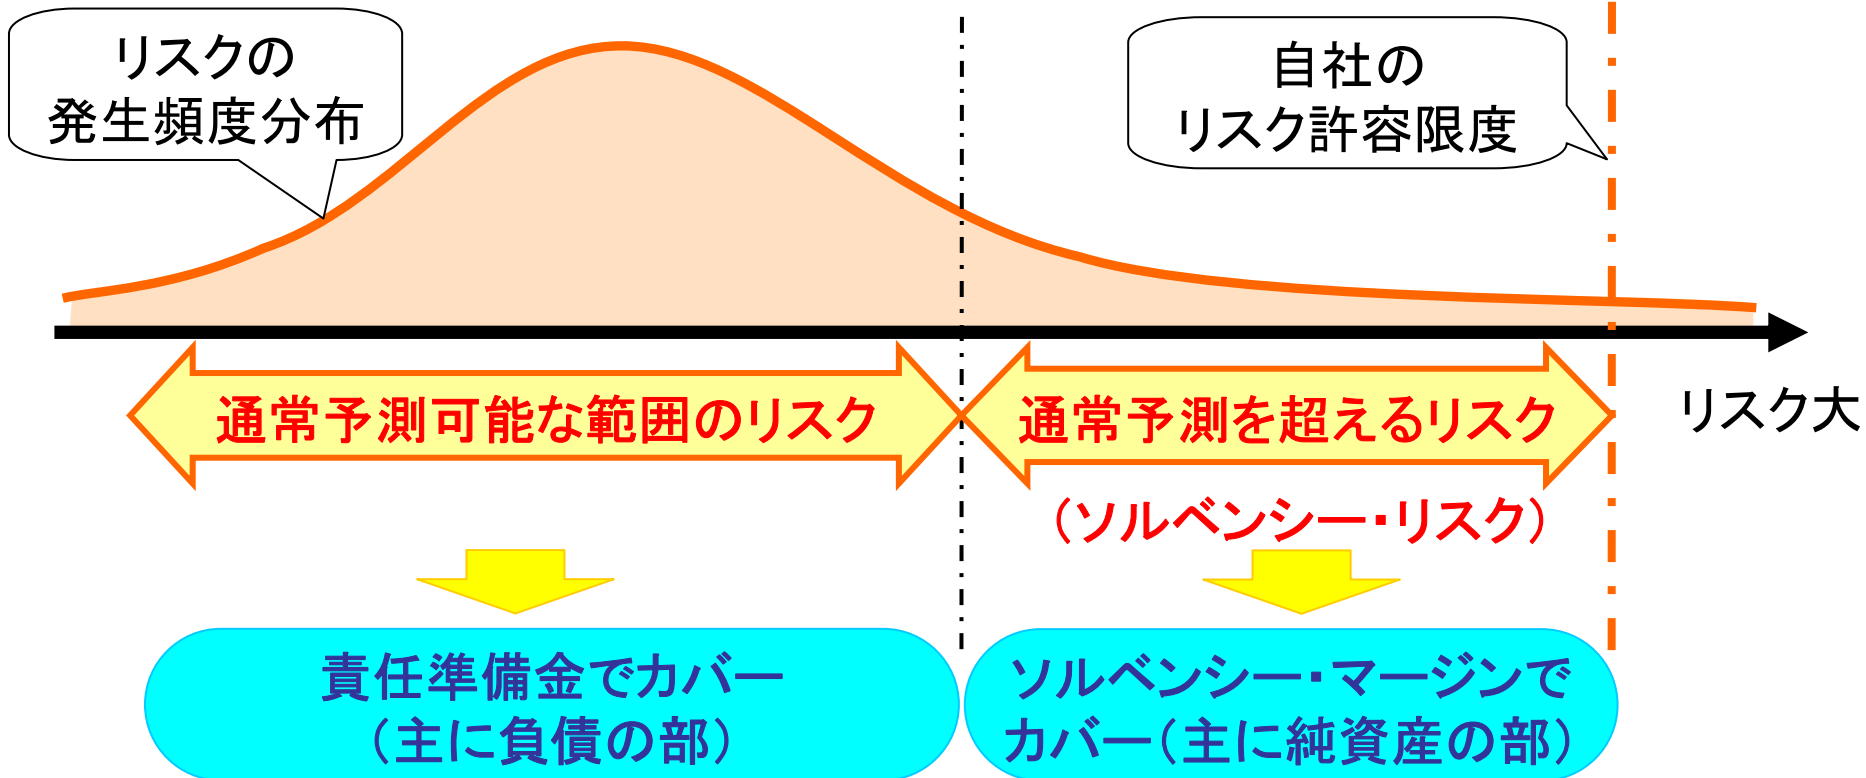 リスクの
発生頻度分布
自社の
リスク許容限度
リスク大
通常予測可能な範囲のリスク
通常予測を超えるリスク
（ソルベンシー・リスク）
責任準備金でカバー
（主に負債の部）
ソルベンシー・マージンで
カバー（主に純資産の部）